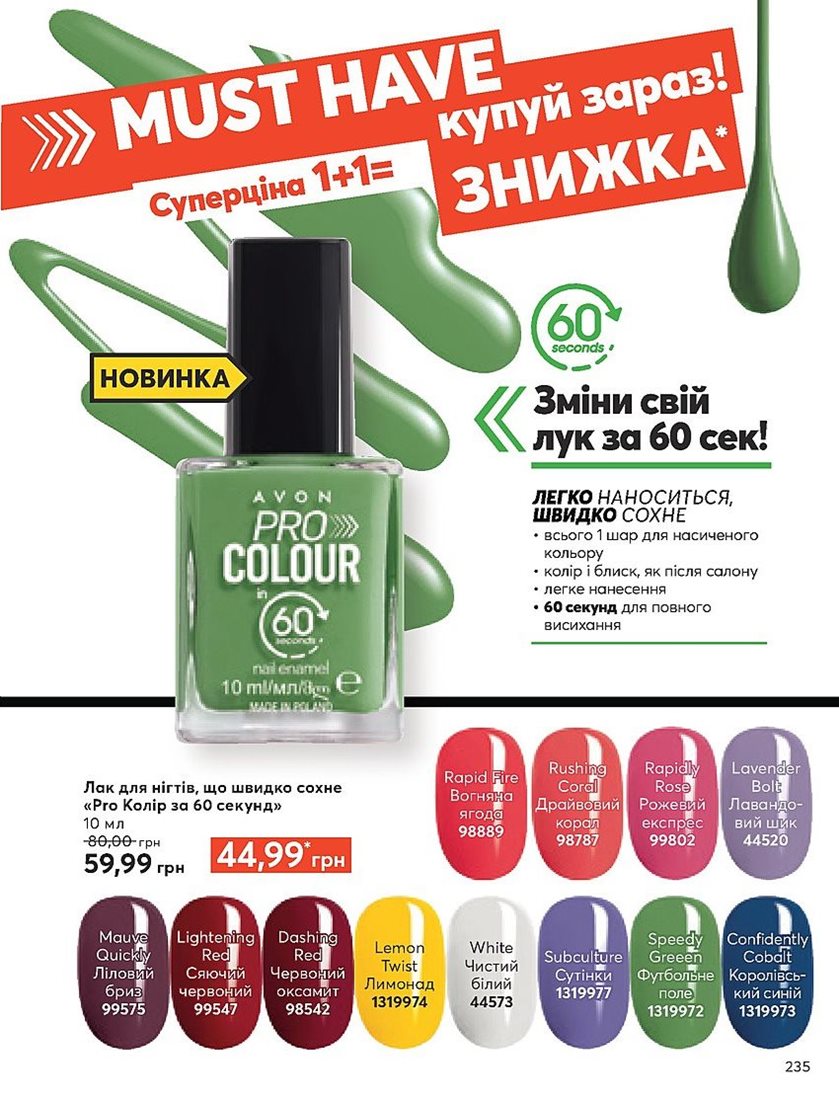 MUST HAVE
купуй зараз!
Суперціна 1+1=
ЗНИЖКА*
60
seconds
НОВИНКА
Зміни свій
лук за 60 сек!
AVON
PRO
COLOUR
in
60
seconds
nail enamel
10 ml/мл/
MADE IN POLAND
ЛЕГКО НАНОСИТЬСЯ,
ШВИДКО СОХНЕ
• всього 1 шар для насиченого
кольору
• колір і блиск, як після салону
• легке нанесення
• 60 секунд для повного
висихання
Лак для нігтів, що швидко сохне
«Pro Колір за 60 секунд»
10 мл
80,00 грн
59,99 грн
44,99* грн
Rapid Fire
Вогняна
ягода
98889
Rushing
Coral
Драйвовий
корал
98787
Rapidly
Rose
Рожевий
експрес
99802
Lavender
Bolt
Лавандо-
вий шик
44520
Mauve
Quickly
Ліловий
бриз
99575
Lightening
Red
Сяючий
червоний
99547
Dashing
Red
Червоний
оксамит
98542
Lemon
Twist
Лимонад
1319974
White
Чистий
білий
44573
Subculture
Сутінки
1319977
Speedy
Greeen
Футбольне
поле
1319972
Confidently
Cobalt
Королівсь-
кий синій
1319973
235